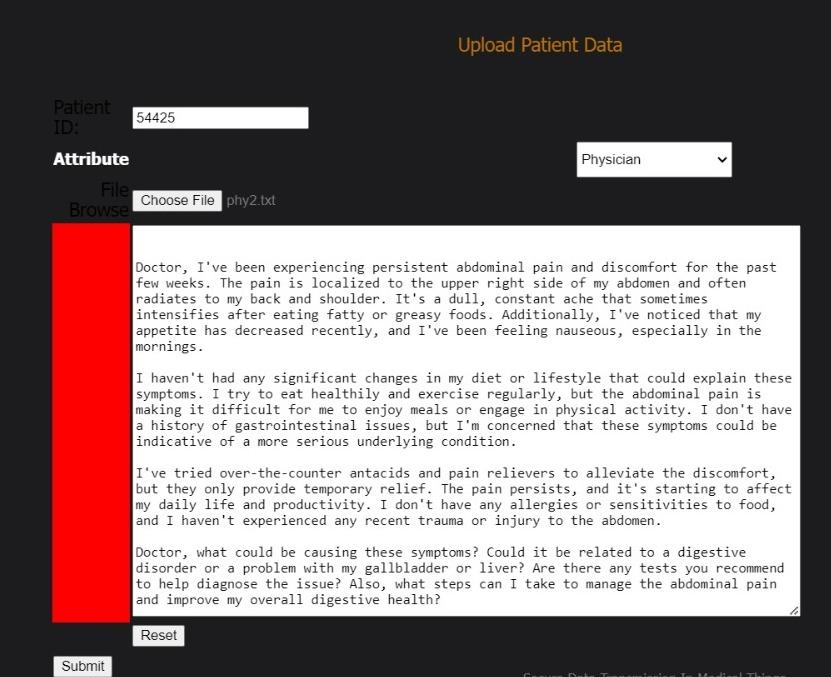 Upload Patient Data
Patient
ID:
54425
Attribute
Physician
File
Browse
Choose File phy2.txt
Doctor, I've been experiencing persistent abdominal pain and discomfort for the past
few weeks. The pain is localized to the upper right side of my abdomen and often
radiates to my back and shoulder. It's a dull, constant ache that sometimes
intensifies after eating fatty or greasy foods. Additionally, I've noticed that my
appetite has decreased recently, and I've been feeling nauseous, especially in the
mornings.
I haven't had any significant changes in my diet or lifestyle that could explain these
symptoms. I try to eat healthily and exercise regularly, but the abdominal pain is
making it difficult for me to enjoy meals or engage in physical activity. I don't have
a history of gastrointestinal issues, but I'm concerned that these symptoms could be
indicative of a more serious underlying condition.
I've tried over-the-counter antacids and pain relievers to alleviate the discomfort,
but they only provide temporary relief. The pain persists, and it's starting to affect
my daily life and productivity. I don't have any allergies or sensitivities to food,
and I haven't experienced any recent trauma or injury to the abdomen.
Doctor, what could be causing these symptoms? Could it be related to a digestive
disorder or a problem with my gallbladder or liver? Are there any tests you recommend
to help diagnose the issue? Also, what steps can I take to manage the abdominal pain
and improve my overall digestive health?
Reset
Submit
Secure Data Transmission In Medical Things